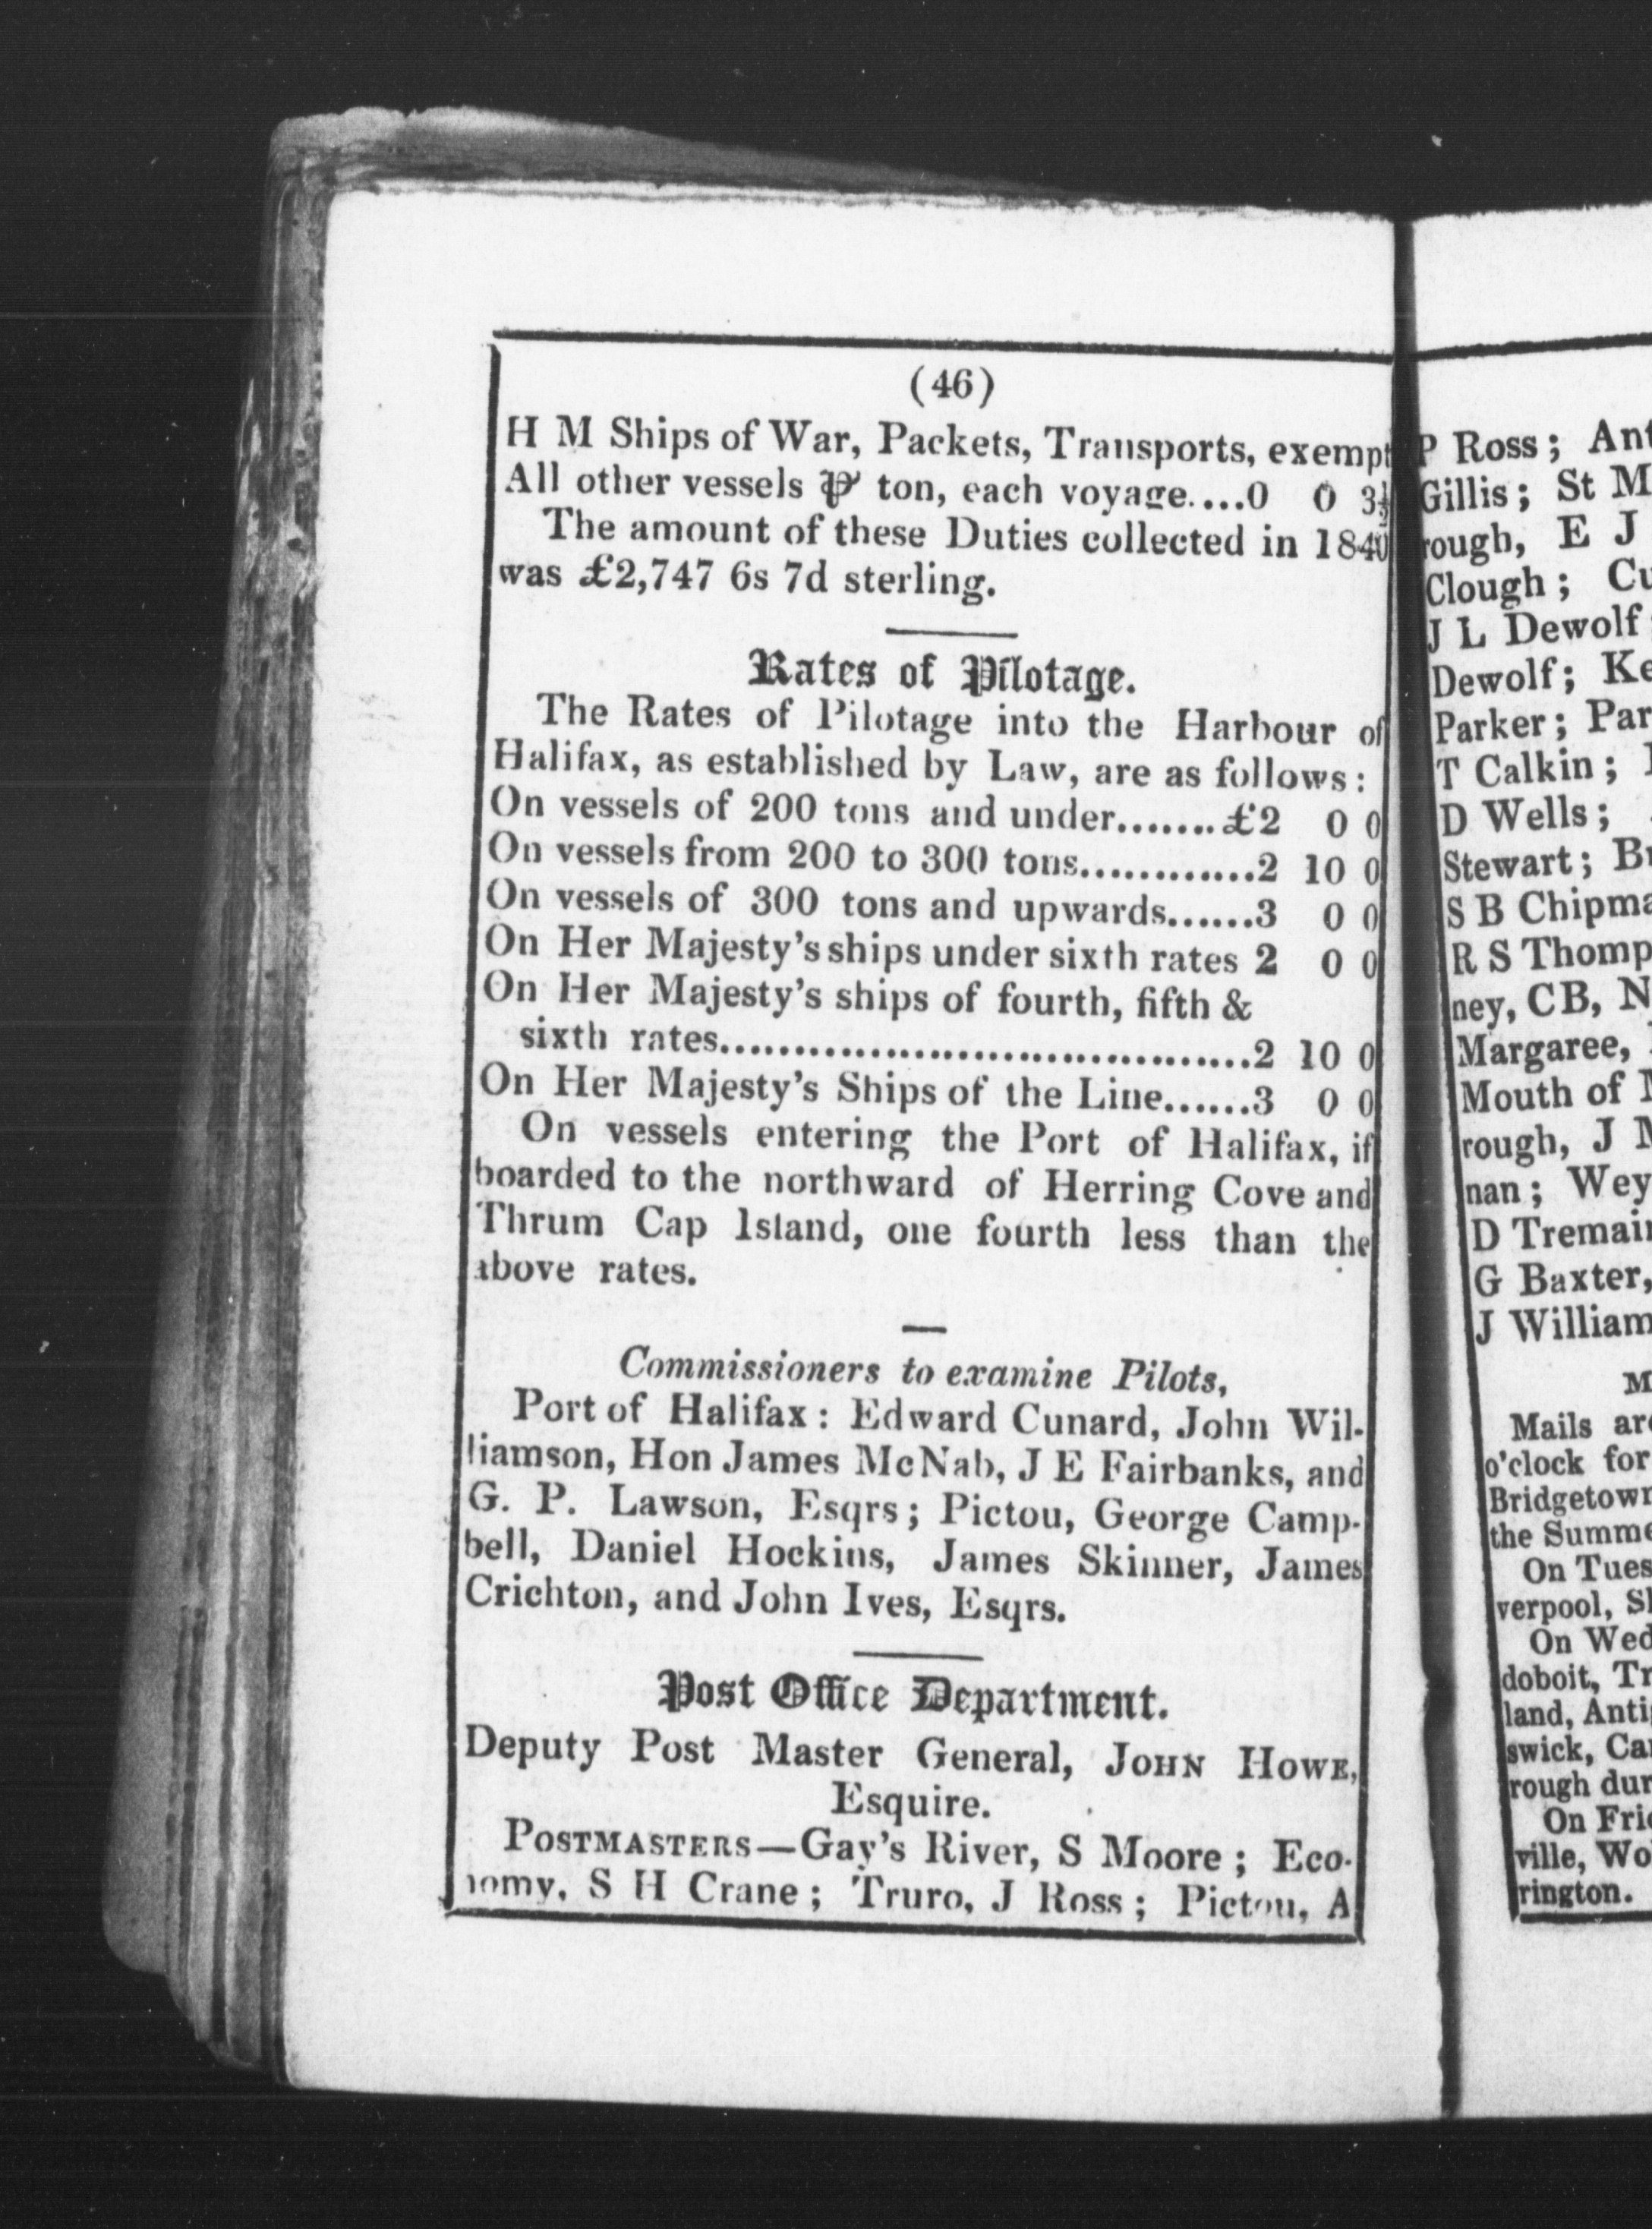 (46)
H M Ships of War, Packets, Transports, exempt
All other vessels ⅌ ton, each voyage....0 0 3½
The amount of these Duties collected in 1840
was £2,747 6s 7d sterling.
Rates of Pilotage.
The Rates of Pilotage into the Harbour of
Halifax, as established by Law, are as follows:
On vessels of 200 tons and under.......£2 0 0
On vessels from 200 to 300 tons............2 10 0
On vessels of 300 tons and upwards......3 0 0
On Her Majesty's ships under sixth rates 2 0 0
On Her Majesty's ships of fourth, fifth &
sixth rates....................................2 10 0
On Her Majesty's Ships of the Line......3 0 0
On vessels entering the Port of Halifax, if
boarded to the northward of Herring Cove and
Thrum Cap Island, one fourth less than the
above rates.
Commissioners to examine Pilots,
Port of Halifax: Edward Cunard, John Wil-
liamson, Hon James McNab, J E Fairbanks, and
G. P. Lawson, Esqrs; Pictou, George Camp-
bell, Daniel Hockins, James Skinner, James
Crichton, and John Ives, Esqrs.
Post Office Department.
Deputy Post Master General, JOHN HOWE,
Esquire.
POSTMASTERS—Gay's River, S Moore; Eco-
nomy, S H Crane; Truro, J Ross; Pictou, A
P Ross; Ant
Gillis; St M
rough, E J
Clough; Cu
J L Dewolf
Dewolf; Ke
Parker; Par
T Calkin;
D Wells;
Stewart; Br
S B Chipma
R S Thomp
ney, CB, N
Margaree,
Mouth of M
rough, J M
nan; Wey
D Tremain
G Baxter,
J William
M
Mails are
o'clock for
Bridgetown
the Summe
On Tues
verpool, Sh
On Wed
doboit, Tr
land, Antig
swick, Cap
rough dur
On Frid
ville, Wo
rington.